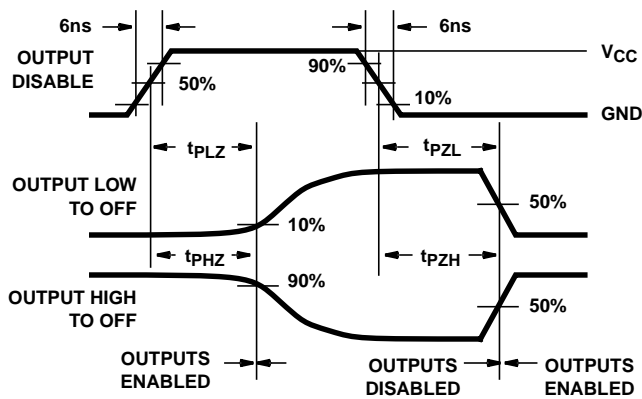 6ns
6ns
OUTPUT
DISABLE
50%
90%
VCC
10%
GND
tPLZ
tPZL
OUTPUT LOW
TO OFF
10%
50%
tPHZ
tPZH
90%
OUTPUT HIGH
TO OFF
50%
OUTPUTS
ENABLED
OUTPUTS
DISABLED
OUTPUTS
ENABLED